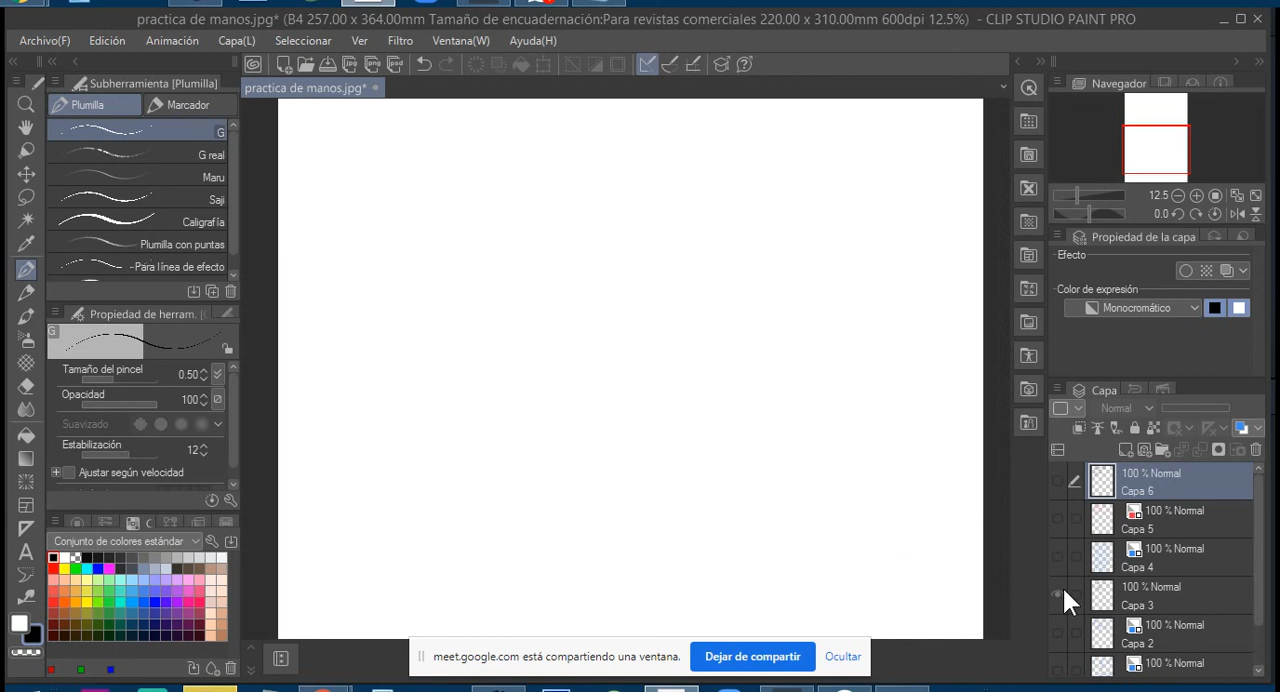 practica de manos.jpg* (B4 257.00 x 364.00mm Tamaño de encuadernación:Para revistas comerciales 220.00 x 310.00mm 600dpi 12.5%) - CLIP STUDIO PAINT PRO
Archivo(F) Edición Animación Capa(L) Seleccionar Ver Filtro Ventana(W) Ayuda(H)
Subherramienta [Plumilla]
practica de manos.jpg*
Navegador
Plumilla Marcador
G
G real
Maru
Saji
Caligrafía
Plumilla con puntas
Para línea de efecto
12.5
0.0
Propiedad de la capa
Efecto
Color de expresión
Monocromático
Propiedad de herram. [
G
Tamaño del pincel 0.50
Opacidad 100
Suavizado
Estabilización 12
Ajustar según velocidad
Capa
Normal
100 % Normal
Capa 6
100 % Normal
Capa 5
100 % Normal
Capa 4
100 % Normal
Capa 3
100 % Normal
Capa 2
100 % Normal
Conjunto de colores estándar
meet.google.com está compartiendo una ventana. Dejar de compartir Ocultar